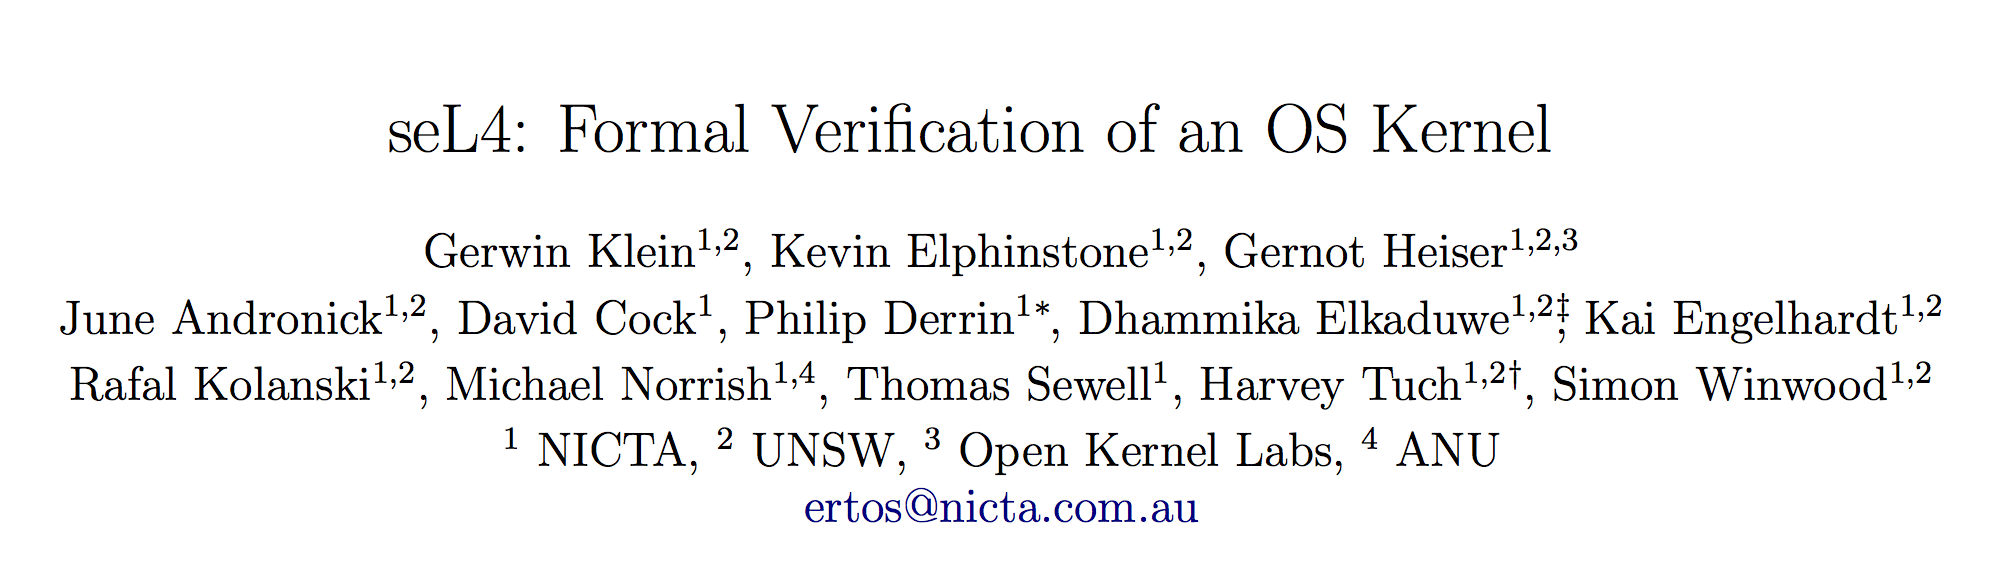 seL4: Formal Verification of an OS Kernel
Gerwin Klein¹,², Kevin Elphinstone¹,², Gernot Heiser¹,²,³
June Andronick¹,², David Cock¹, Philip Derrin¹*, Dhammika Elkaduwe¹,²‡, Kai Engelhardt¹,²
Rafal Kolanski¹,², Michael Norrish¹,⁴, Thomas Sewell¹, Harvey Tuch¹,²†, Simon Winwood¹,²
¹ NICTA, ² UNSW, ³ Open Kernel Labs, ⁴ ANU
ertos@nicta.com.au